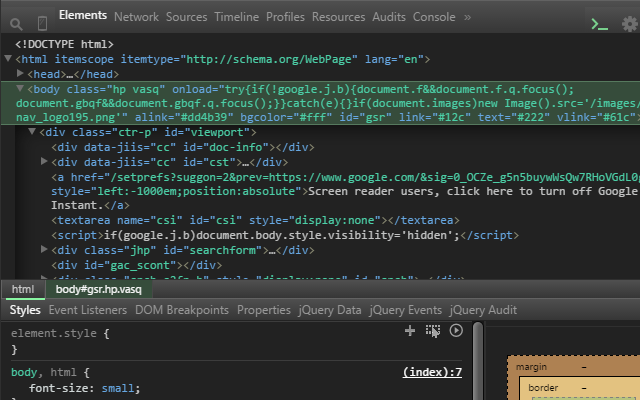 Elements Network Sources Timeline Profiles Resources Audits Console »
<!DOCTYPE html>
▼<html itemscope itemtype="http://schema.org/WebPage" lang="en">
▶<head>…</head>
▼<body class="hp vasq" onload="try{if(!google.j.b){document.f&&document.f.q.focus();
document.gbqf&&document.gbqf.q.focus();}}catch(e){}if(document.images)new Image().src='/images/
nav_logo195.png'" alink="#dd4b39" bgcolor="#fff" id="gsr" link="#12c" text="#222" vlink="#61c">
▼<div class="ctr-p" id="viewport">
<div data-jiis="cc" id="doc-info"></div>
▶<div data-jiis="cc" id="cst">…</div>
<a href="/setprefs?suggon=2&prev=https://www.google.com/&sig=0_OCZe_g5n5buywWsQw7RHoVGdL0g
style="left:-1000em;position:absolute">Screen reader users, click here to turn off Google
Instant.</a>
<textarea name="csi" id="csi" style="display:none"></textarea>
<script>if(google.j.b)document.body.style.visibility='hidden';</script>
▶<div class="jhp" id="searchform">…</div>
<div id="gac_scont"></div>
html body#gsr.hp.vasq
Styles Event Listeners DOM Breakpoints Properties jQuery Data jQuery Events jQuery Audit
element.style {
}
body, html { (index):7
font-size: small;
margin –
border –